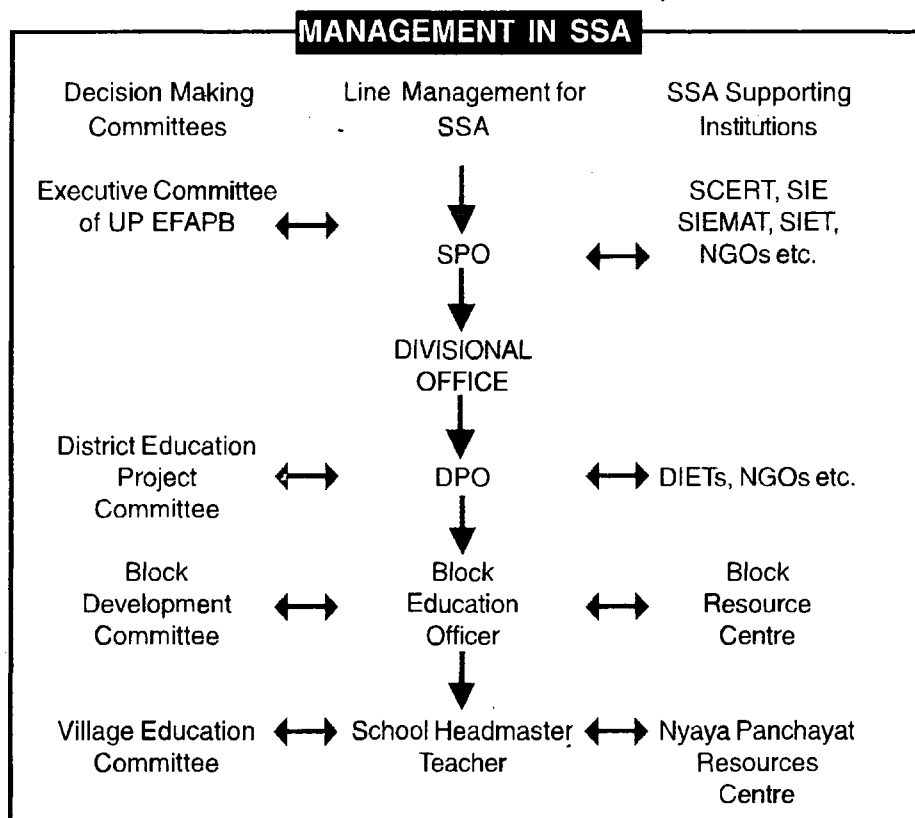 MANAGEMENT IN SSA
Decision Making
Committees
Line Management for
SSA
SSA Supporting
Institutions
Executive Committee
of UP EFAPB
SPO
SCERT, SIE
SIEMAT, SIET,
NGOs etc.
DIVISIONAL
OFFICE
District Education
Project
Committee
DPO
DIETs, NGOs etc.
Block
Development
Committee
Block
Education
Officer
Block
Resource
Centre
Village Education
Committee
School Headmaster
Teacher
Nyaya Panchayat
Resources
Centre